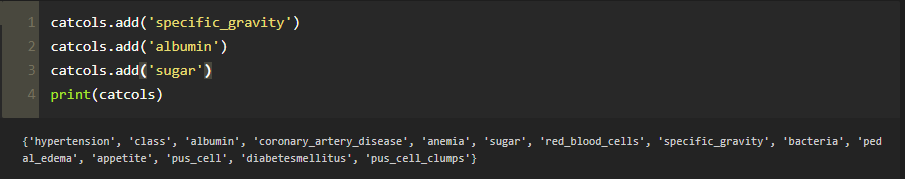 1 catcols.add('specific_gravity')
2 catcols.add('albumin')
3 catcols.add('sugar')
4 print(catcols)
{'hypertension', 'class', 'albumin', 'coronary_artery_disease', 'anemia', 'sugar', 'red_blood_cells', 'specific_gravity', 'bacteria', 'ped
al_edema', 'appetite', 'pus_cell', 'diabetesmellitus', 'pus_cell_clumps'}